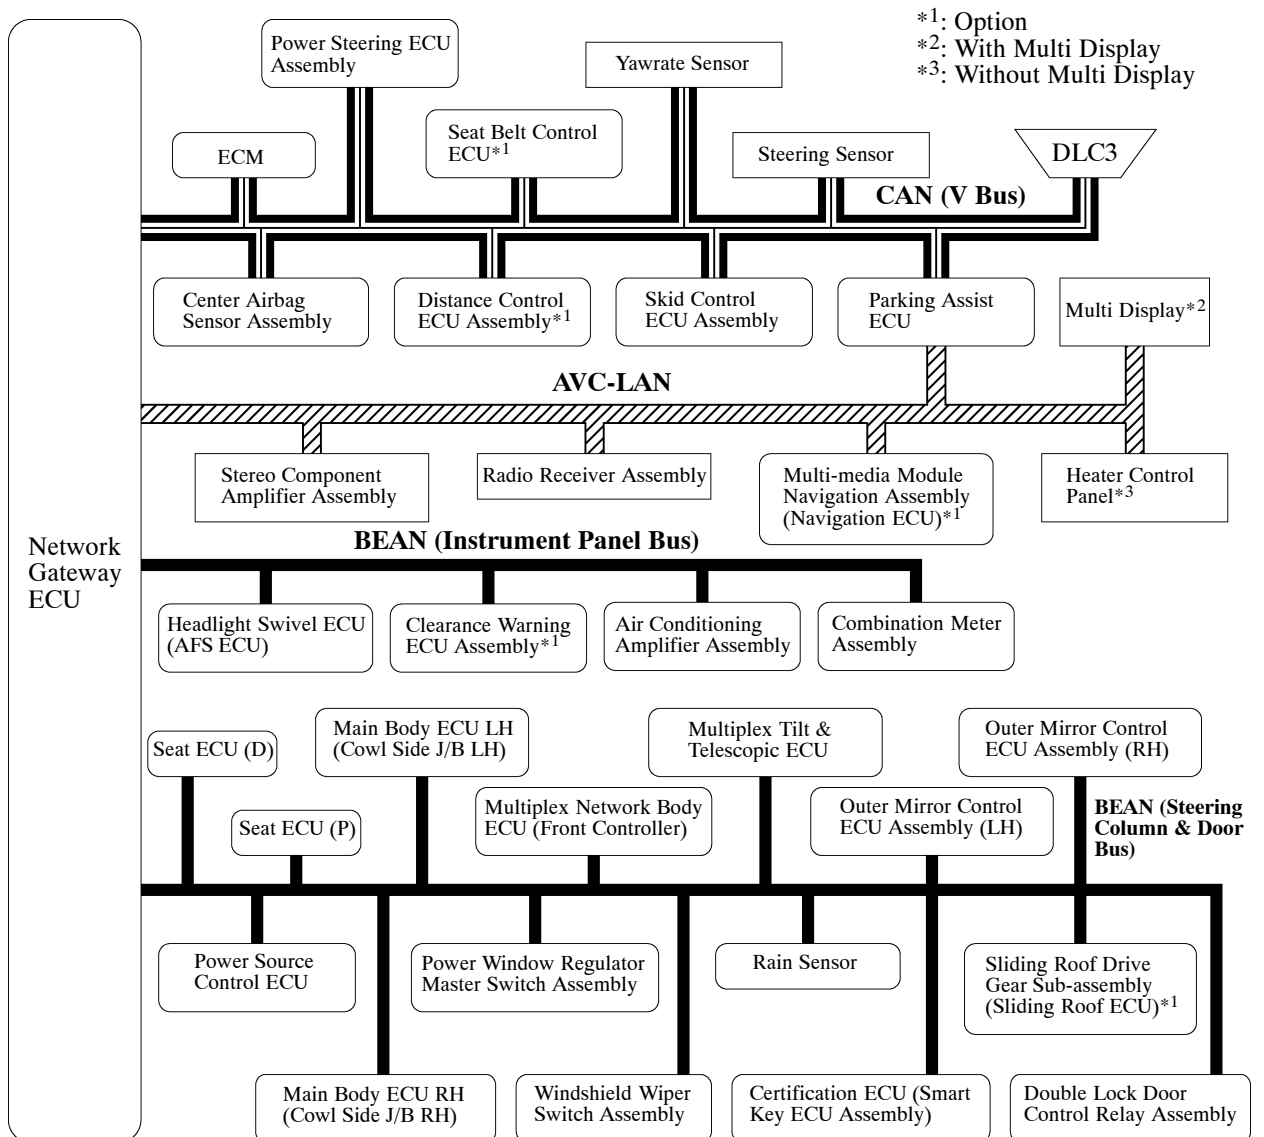 *1: Option
*2: With Multi Display
*3: Without Multi Display
Power Steering ECU
Assembly
Yawrate Sensor
Seat Belt Control
ECU*1
ECM
Steering Sensor
DLC3
CAN (V Bus)
Center Airbag
Sensor Assembly
Distance Control
ECU Assembly*1
Skid Control
ECU Assembly
Parking Assist
ECU
Multi Display*2
AVC-LAN
Stereo Component
Amplifier Assembly
Radio Receiver Assembly
Multi-media Module
Navigation Assembly
(Navigation ECU)*1
Heater Control
Panel*3
Network
Gateway
ECU
BEAN (Instrument Panel Bus)
Headlight Swivel ECU
(AFS ECU)
Clearance Warning
ECU Assembly*1
Air Conditioning
Amplifier Assembly
Combination Meter
Assembly
Seat ECU (D)
Main Body ECU LH
(Cowl Side J/B LH)
Multiplex Tilt &
Telescopic ECU
Outer Mirror Control
ECU Assembly (RH)
Seat ECU (P)
Multiplex Network Body
ECU (Front Controller)
Outer Mirror Control
ECU Assembly (LH)
BEAN (Steering
Column & Door
Bus)
Power Source
Control ECU
Power Window Regulator
Master Switch Assembly
Rain Sensor
Sliding Roof Drive
Gear Sub-assembly
(Sliding Roof ECU)*1
Main Body ECU RH
(Cowl Side J/B RH)
Windshield Wiper
Switch Assembly
Certification ECU (Smart
Key ECU Assembly)
Double Lock Door
Control Relay Assembly